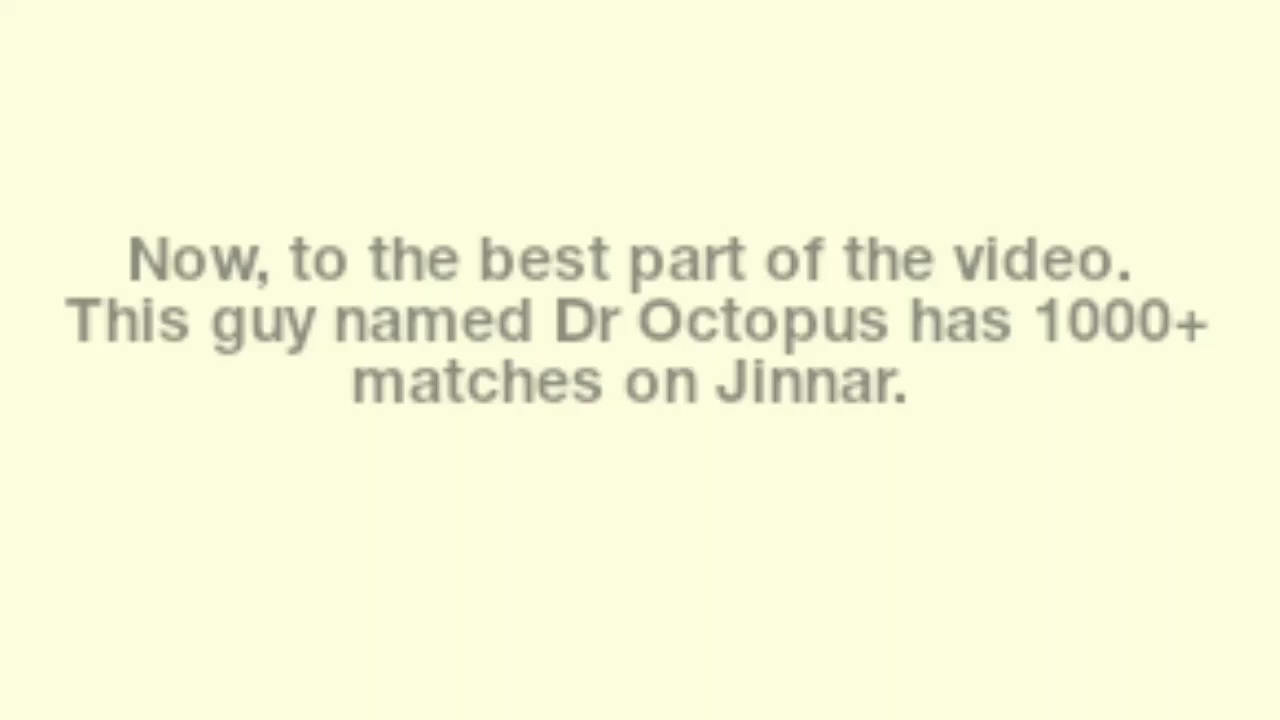 Now, to the best part of the video.
This guy named Dr Octopus has 1000+
matches on Jinnar.